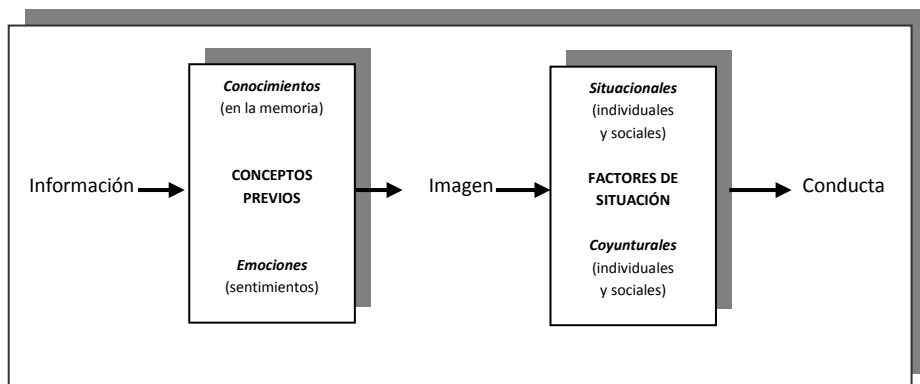 Información
Conocimientos
(en la memoria)
CONCEPTOS
PREVIOS
Emociones
(sentimientos)
Imagen
Situacionales
(individuales
y sociales)
FACTORES DE
SITUACIÓN
Coyunturales
(individuales
y sociales)
Conducta